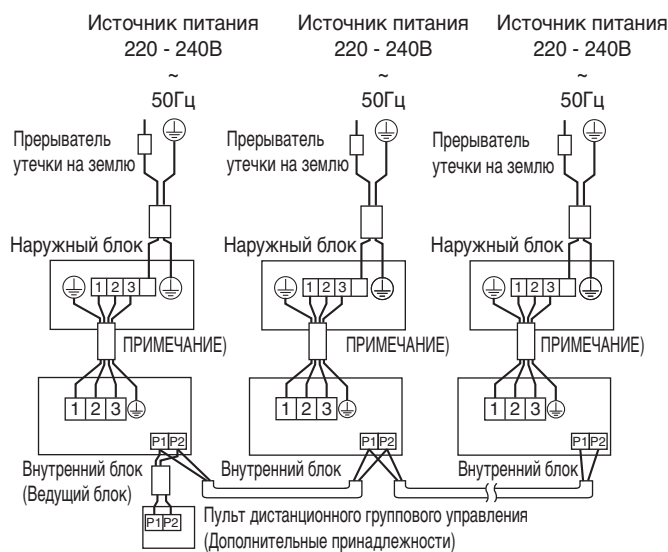 Источник питания Источник питания Источник питания
220 - 240В 220 - 240В 220 - 240В
~ ~ ~
50Гц 50Гц 50Гц
Прерыватель утечки на землю Прерыватель утечки на землю Прерыватель утечки на землю
Наружный блок Наружный блок Наружный блок
1 2 3 1 2 3 1 2 3
ПРИМЕЧАНИЕ) ПРИМЕЧАНИЕ) ПРИМЕЧАНИЕ)
1 2 3 1 2 3 1 2 3
P1 P2 P1 P2 P1 P2
Внутренний блок Внутренний блок Внутренний блок
(Ведущий блок)
P1 P2 Пульт дистанционного группового управления
(Дополнительные принадлежности)